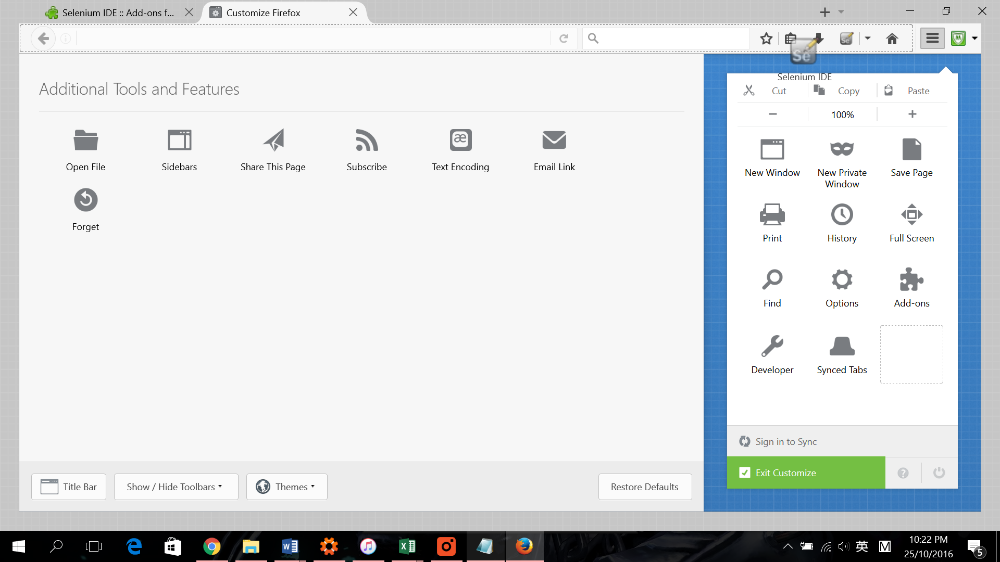 Selenium IDE :: Add-ons f...
Customize Firefox
Se
Se
Selenium IDE
Additional Tools and Features
Cut
Copy
Paste
100%
Open File
Sidebars
Share This Page
Subscribe
æ
Text Encoding
Email Link
Forget
New Window
New Private
Window
Save Page
Print
History
Full Screen
Find
Options
Add-ons
Developer
Synced Tabs
Sign in to Sync
Exit Customize
Title Bar
Show / Hide Toolbars
Themes
Restore Defaults
英
M
10:22 PM
25/10/2016
5